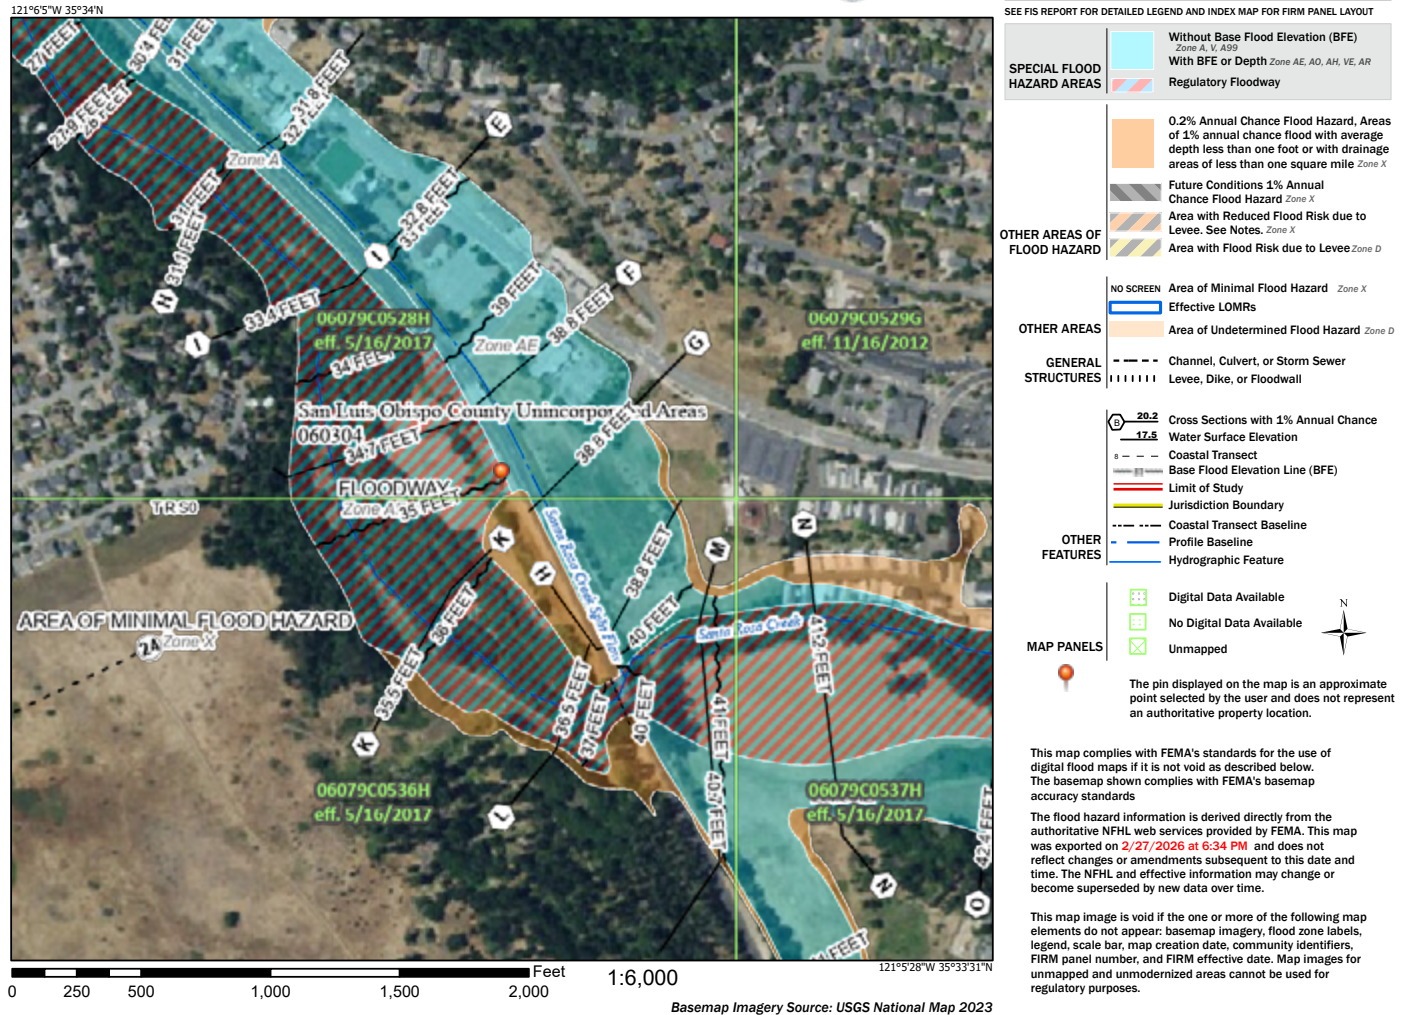 121°6'5"W 35°34'N
27 FEET
30.4 FEET
31 FEET
27.9 FEET
26 FEET
31.8 FEET
32 FEET
E
Zone A
31 FEET
31.1 FEET
32.8 FEET
33 FEET
I
H
F
39 FEET
38.8 FEET
33.4 FEET
I
06079C0528H
eff. 5/16/2017
06079C0529G
eff. 11/16/2012
Zone AE
G
34 FEET
San Luis Obispo County Unincorporated Areas
060304
34.7 FEET
38.8 FEET
FLOODWAY
35 FEET
T R S0
Santa Rosa Creek Split Flow
K
N
M
H
38.8 FEET
40 FEET
36 FEET
Santa Rosa Creek
41.2 FEET
AREA OF MINIMAL FLOOD HAZARD
Zone X
24
35.5 FEET
36.5 FEET
37 FEET
40 FEET
41 FEET
K
06079C0536H
eff. 5/16/2017
06079C0537H
eff. 5/16/2017
40.7 FEET
L
42.4 FEET
N
O
FEET
121°5'28"W 35°33'31"N
Feet
0 250 500 1,000 1,500 2,000
1:6,000
Basemap Imagery Source: USGS National Map 2023
SEE FIS REPORT FOR DETAILED LEGEND AND INDEX MAP FOR FIRM PANEL LAYOUT
SPECIAL FLOOD
HAZARD AREAS
Without Base Flood Elevation (BFE)
Zone A, V, A99
With BFE or Depth Zone AE, AO, AH, VE, AR
Regulatory Floodway
OTHER AREAS OF
FLOOD HAZARD
0.2% Annual Chance Flood Hazard, Areas
of 1% annual chance flood with average
depth less than one foot or with drainage
areas of less than one square mile Zone X
Future Conditions 1% Annual
Chance Flood Hazard Zone X
Area with Reduced Flood Risk due to
Levee. See Notes. Zone X
Area with Flood Risk due to Levee Zone D
OTHER AREAS
NO SCREEN Area of Minimal Flood Hazard Zone X
Effective LOMRs
Area of Undetermined Flood Hazard Zone D
GENERAL
STRUCTURES
Channel, Culvert, or Storm Sewer
Levee, Dike, or Floodwall
OTHER
FEATURES
B 20.2 Cross Sections with 1% Annual Chance
17.5 Water Surface Elevation
8 Coastal Transect
Base Flood Elevation Line (BFE)
Limit of Study
Jurisdiction Boundary
Coastal Transect Baseline
Profile Baseline
Hydrographic Feature
MAP PANELS
Digital Data Available
No Digital Data Available
Unmapped
N
The pin displayed on the map is an approximate
point selected by the user and does not represent
an authoritative property location.
This map complies with FEMA's standards for the use of
digital flood maps if it is not void as described below.
The basemap shown complies with FEMA's basemap
accuracy standards
The flood hazard information is derived directly from the
authoritative NFHL web services provided by FEMA. This map
was exported on 2/27/2026 at 6:34 PM and does not
reflect changes or amendments subsequent to this date and
time. The NFHL and effective information may change or
become superseded by new data over time.
This map image is void if the one or more of the following map
elements do not appear: basemap imagery, flood zone labels,
legend, scale bar, map creation date, community identifiers,
FIRM panel number, and FIRM effective date. Map images for
unmapped and unmodernized areas cannot be used for
regulatory purposes.